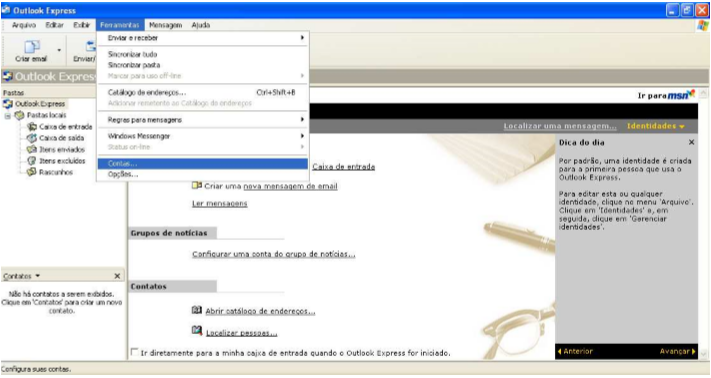 Outlook Express
Arquivo Editar Exibir Ferramentas Mensagem Ajuda
Criar email
Enviar/
Enviar e receber
Sincronizar tudo
Sincronizar pasta
Marcar para uso off-line
Catálogo de endereços... Ctrl+Shift+B
Adicionar remetente ao Catálogo de endereços
Regras para mensagens
Windows Messenger
Status on-line
Contas...
Opções...
Outlook Express
Pastas
Outlook Express
Pastas locais
Caixa de entrada
Caixa de saída
Itens enviados
Itens excluídos
Rascunhos
Contatos
Não há contatos a serem exibidos.
Clique em 'Contatos' para criar um novo
contato.
Ir para msn
Localizar uma mensagem... Identidades
Caixa de entrada
Criar uma nova mensagem de email
Ler mensagens
Grupos de notícias
Configurar uma conta do grupo de notícias...
Contatos
Abrir catálogo de endereços...
Localizar pessoas...
Ir diretamente para a minha caixa de entrada quando o Outlook Express for iniciado.
Dica do dia
Por padrão, uma identidade é criada
para a primeira pessoa que usa o
Outlook Express.
Para editar esta ou qualquer
identidade, clique no menu 'Arquivo'.
Clique em 'Identidades' e, em
seguida, clique em 'Gerenciar
identidades'.
Anterior Avançar
Configura suas contas.